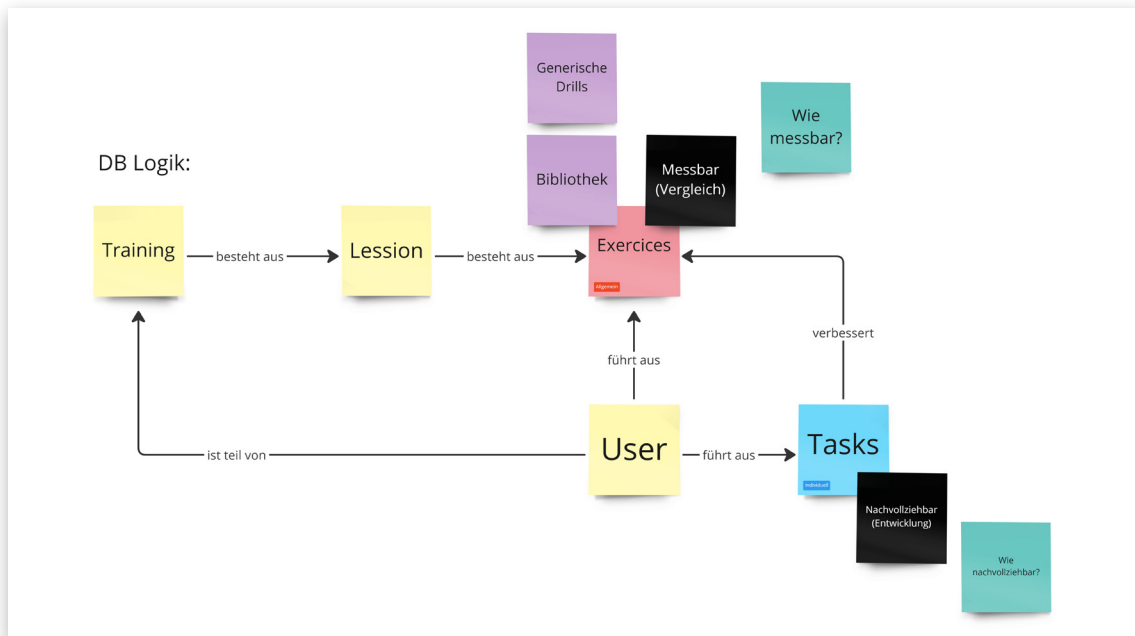 Generische
Drills
Wie
messbar?
DB Logik:
Bibliothek
Messbar
(Vergleich)
Training
besteht aus
Lession
besteht aus
Exercices
Allgemein
führt aus
verbessert
ist teil von
User
führt aus
Tasks
Individuell
Nachvollziehbar
(Entwicklung)
Wie
nachvollziehbar?